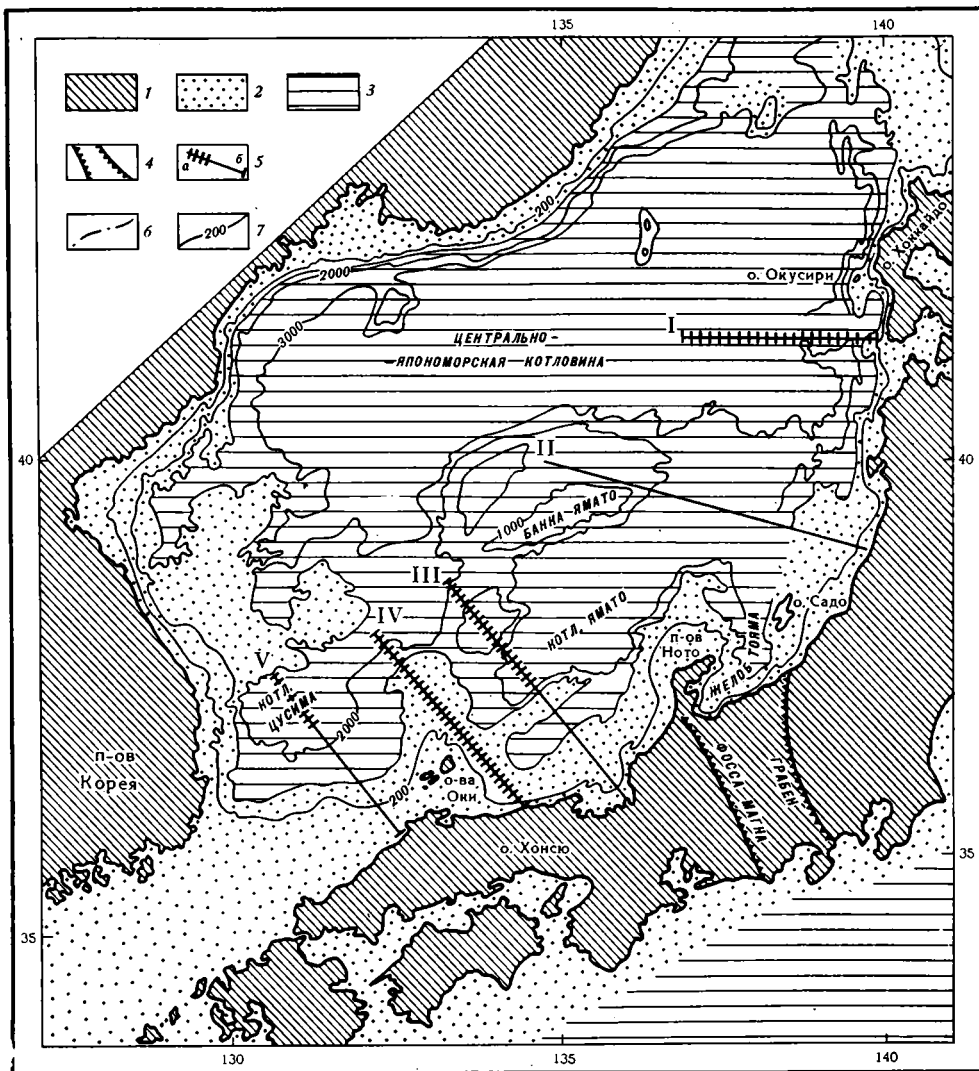 135
140
1
2
3
4
а
б
5
6
200
7
200
2000
3000
о. Хоккайдо
о. Окусири
I
ЦЕНТРАЛЬНО-
-ЯПОНОМОРСКАЯ КОТЛОВИНА
40
40
II
1000
БАНКА ЯМАТО
III
IV
КОТЛ. ЯМАТО
о. Садо
п-ов
Ното
ЖЕЛОБ ТОЯМА
V
КОТЛ.
ЦУСИМА
2000
п-ов
Корея
200
о-ва
Оки
ФОССА-МАГНА
ГРАБЕН
о. Хонсю
35
35
130
135
140